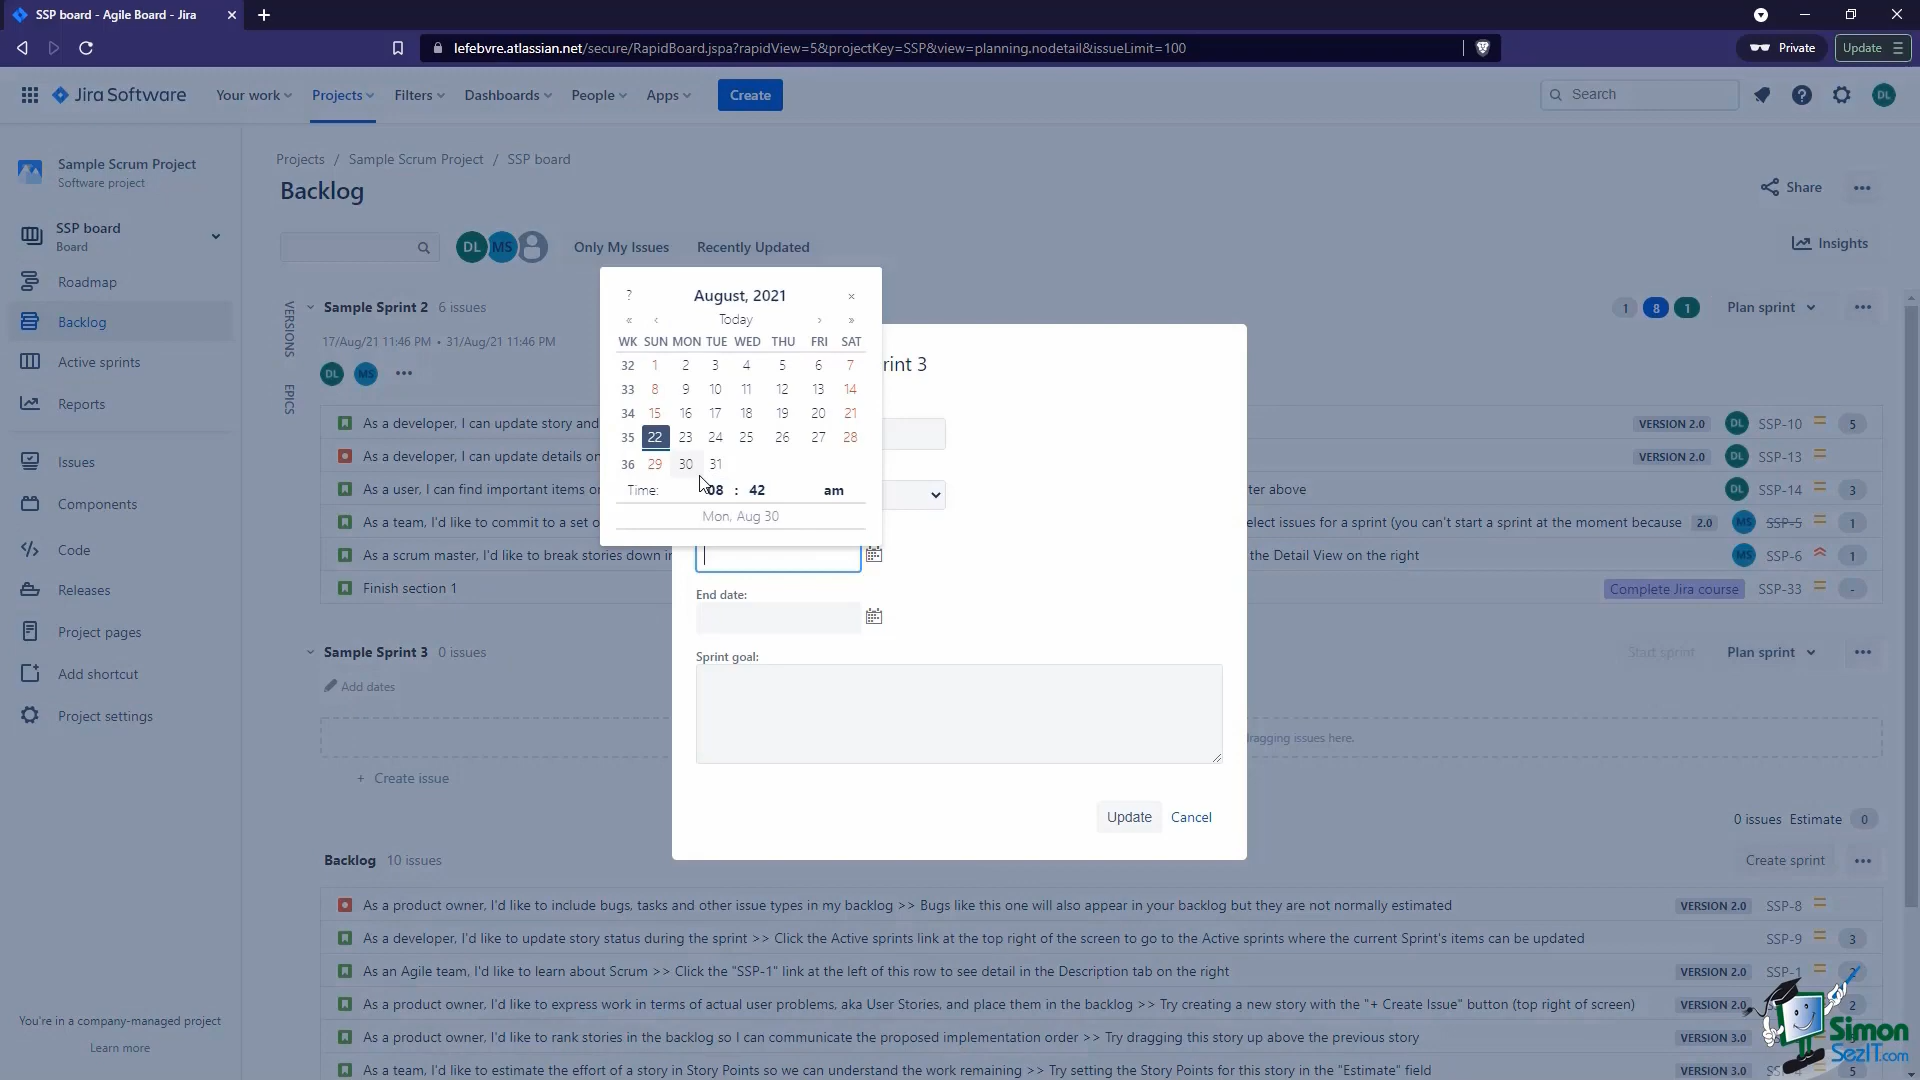 SSP board - Agile Board - Jira
lefebvre.atlassian.net/secure/RapidBoard.jspa?rapidView=5&projectKey=SSP&view=planning.nodetail&issueLimit=100
Private
Update
Jira Software
Your work
Projects
Filters
Dashboards
People
Apps
Create
Search
DL
Sample Scrum Project
Software project
SSP board
Board
Roadmap
Backlog
Active sprints
Reports
Issues
Components
Code
Releases
Project pages
Add shortcut
Project settings
You're in a company-managed project
Learn more
Projects / Sample Scrum Project / SSP board
Backlog
Share
DL MS
Only My Issues
Recently Updated
Insights
VERSIONS
EPICS
Sample Sprint 2 6 issues
1 8 1
Plan sprint
17/Aug/21 11:46 PM • 31/Aug/21 11:46 PM
DL MS
As a developer, I can update story and VERSION 2.0 DL SSP-10 5
As a developer, I can update details on VERSION 2.0 DL SSP-13
As a user, I can find important items o ter above DL SSP-14 3
As a team, I'd like to commit to a set o elect issues for a sprint (you can't start a sprint at the moment because 2.0 MS SSP-5 1
As a scrum master, I'd like to break stories down in the Detail View on the right MS SSP-6 1
Finish section 1 Complete Jira course SSP-33 -
? August, 2021 ×
« ‹ Today › »
WK SUN MON TUE WED THU FRI SAT
32 1 2 3 4 5 6 7
33 8 9 10 11 12 13 14
34 15 16 17 18 19 20 21
35 22 23 24 25 26 27 28
36 29 30 31
Time: 08 : 42 am
Mon, Aug 30
rint 3
End date:
Sprint goal:
Update
Cancel
Sample Sprint 3 0 issues
Start sprint
Plan sprint
Add dates
ragging issues here.
+ Create issue
0 issues Estimate 0
Backlog 10 issues
Create sprint
As a product owner, I'd like to include bugs, tasks and other issue types in my backlog >> Bugs like this one will also appear in your backlog but they are not normally estimated VERSION 2.0 SSP-8
As a developer, I'd like to update story status during the sprint >> Click the Active sprints link at the top right of the screen to go to the Active sprints where the current Sprint's items can be updated SSP-9 3
As an Agile team, I'd like to learn about Scrum >> Click the "SSP-1" link at the left of this row to see detail in the Description tab on the right VERSION 2.0 SSP-1 2
As a product owner, I'd like to express work in terms of actual user problems, aka User Stories, and place them in the backlog >> Try creating a new story with the "+ Create Issue" button (top right of screen) VERSION 2.0 2
As a product owner, I'd like to rank stories in the backlog so I can communicate the proposed implementation order >> Try dragging this story up above the previous story VERSION 3.0
As a team, I'd like to estimate the effort of a story in Story Points so we can understand the work remaining >> Try setting the Story Points for this story in the "Estimate" field VERSION 3.0 SSP-4 5
Simon
SezIT.com